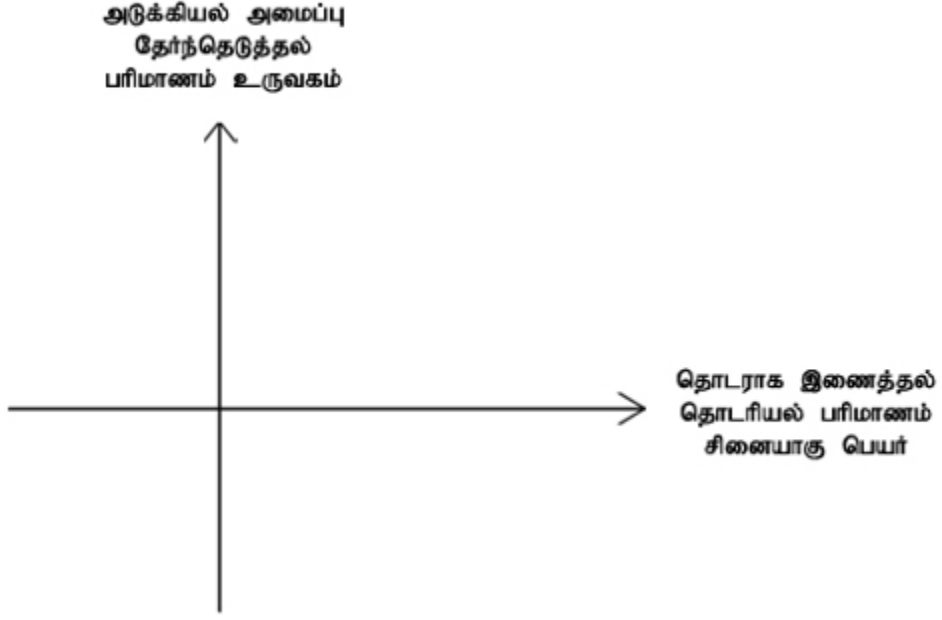 அடுக்கியல் அமைப்பு
தேர்ந்தெடுத்தல்
பரிமாணம் உருவகம்
தொடராக இணைத்தல்
தொடரியல் பரிமாணம்
சினையாகு பெயர்